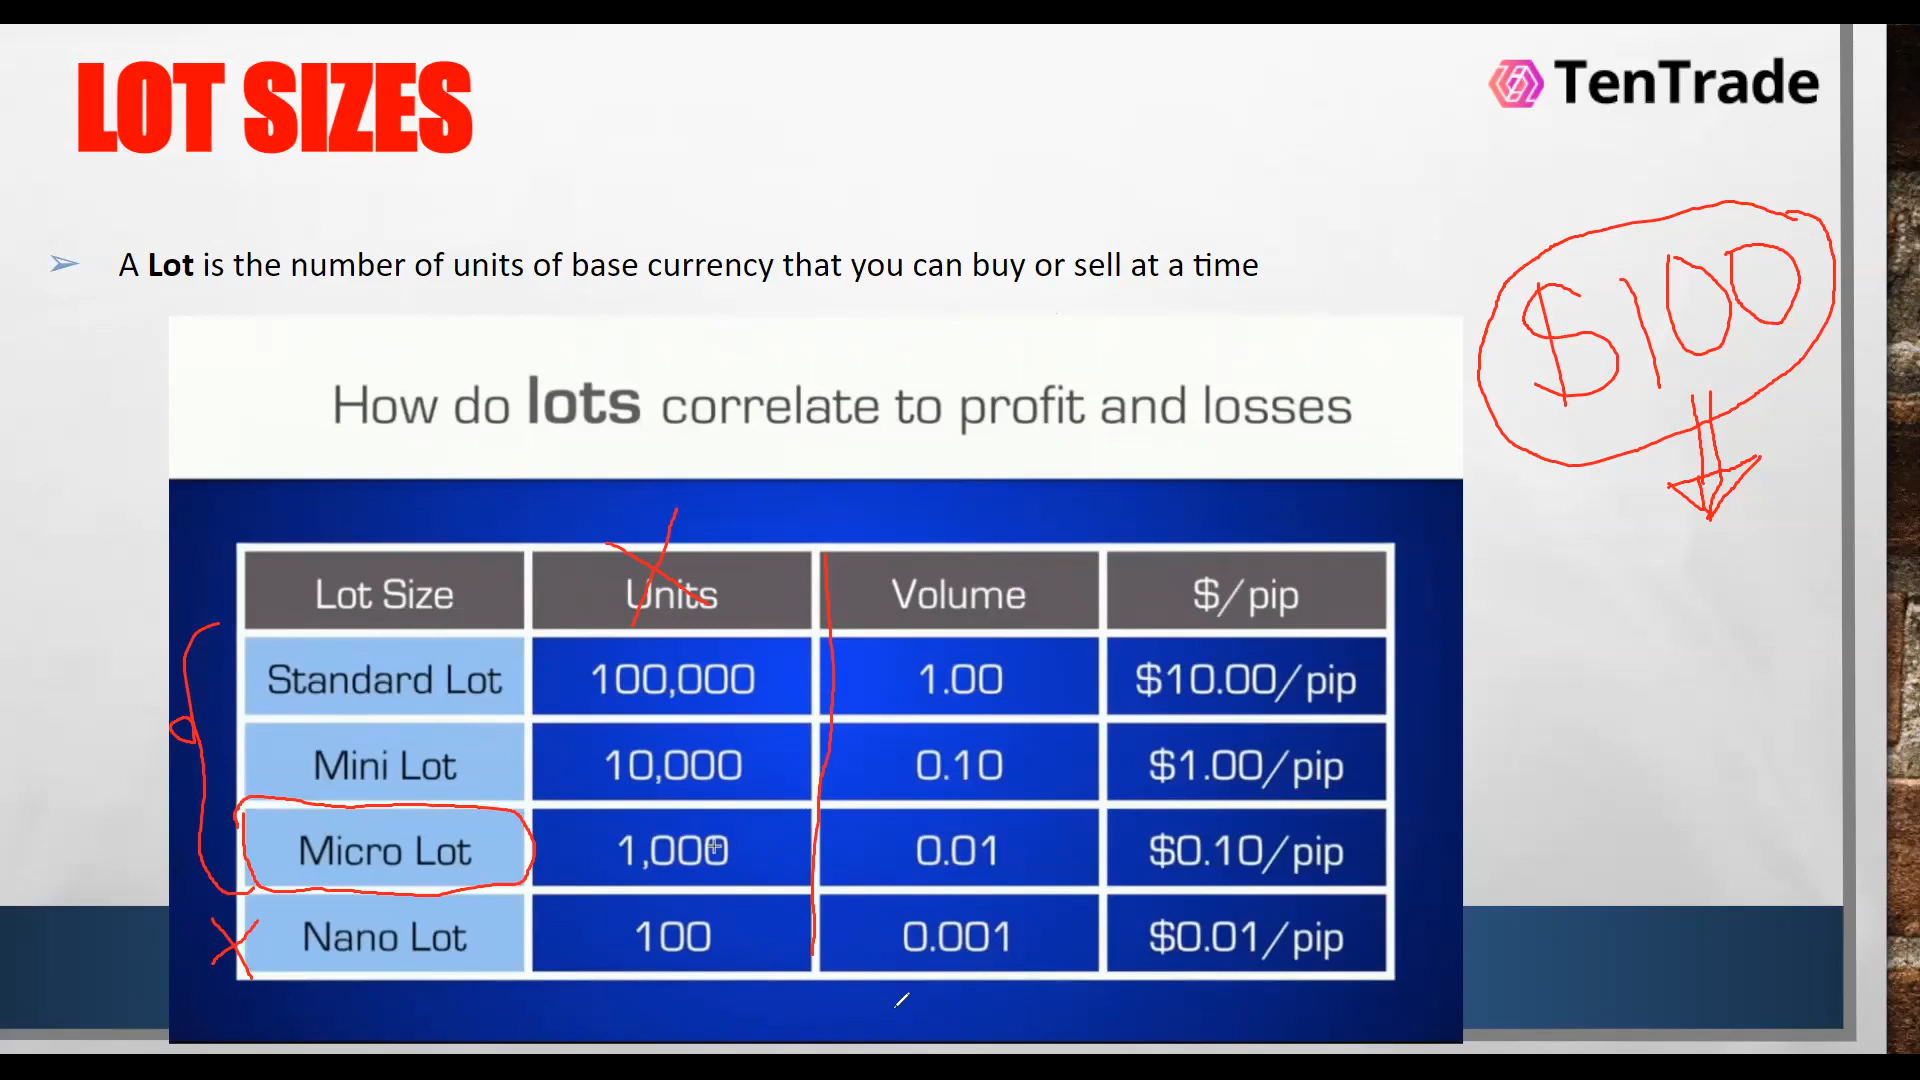 LOT SIZES
TenTrade
➢ A Lot is the number of units of base currency that you can buy or sell at a time
$100
How do lots correlate to profit and losses
Lot Size Units Volume $/pip
Standard Lot 100,000 1.00 $10.00/pip
Mini Lot 10,000 0.10 $1.00/pip
Micro Lot 1,000 0.01 $0.10/pip
Nano Lot 100 0.001 $0.01/pip